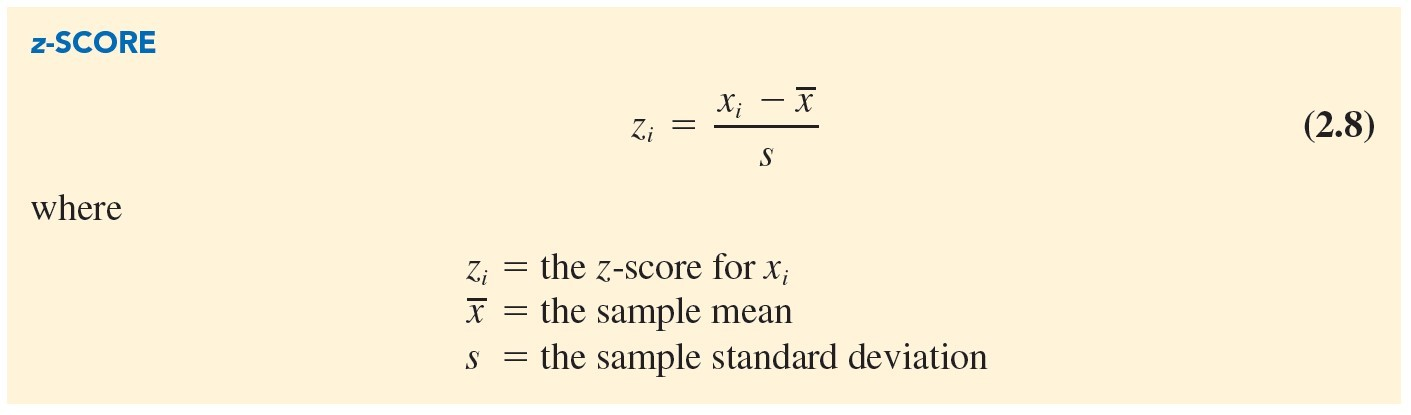 z-SCORE
zᵢ = (xᵢ − x̄) / s (2.8)
where
zᵢ = the z-score for xᵢ
x̄ = the sample mean
s = the sample standard deviation